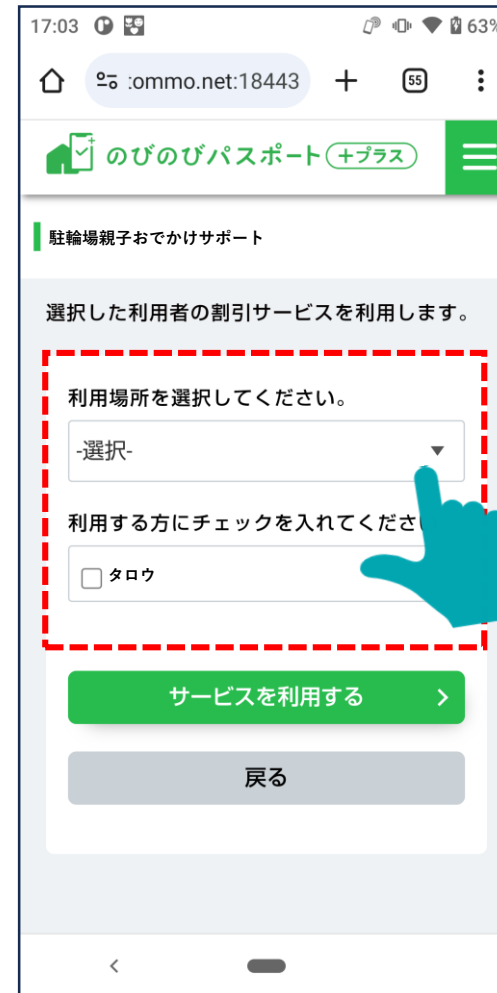 17:03 63%
:ommo.net:18443 55
のびのびパスポート +プラス
駐輪場親子おでかけサポート
選択した利用者の割引サービスを利用します。
利用場所を選択してください。
-選択-
利用する方にチェックを入れてくださ
タロウ
サービスを利用する
戻る